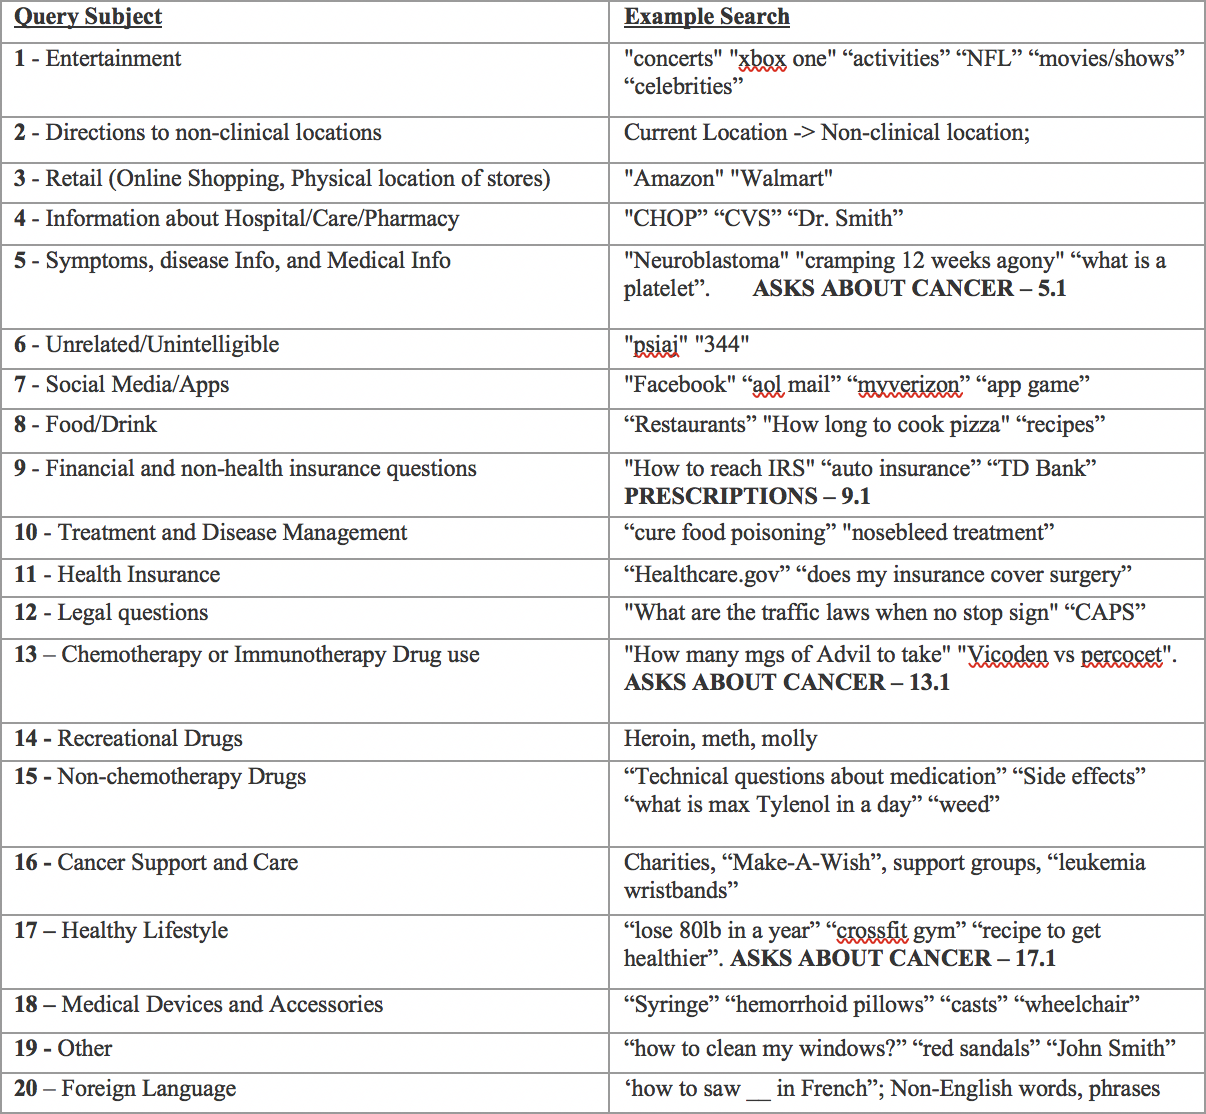 Query Subject
Example Search
1 - Entertainment
"concerts" "xbox one" “activities” “NFL” “movies/shows”
“celebrities”
2 - Directions to non-clinical locations
Current Location -> Non-clinical location;
3 - Retail (Online Shopping, Physical location of stores)
"Amazon" "Walmart"
4 - Information about Hospital/Care/Pharmacy
"CHOP” “CVS” “Dr. Smith”
5 - Symptoms, disease Info, and Medical Info
"Neuroblastoma" "cramping 12 weeks agony" “what is a
platelet”. ASKS ABOUT CANCER – 5.1
6 - Unrelated/Unintelligible
"psiaj" "344"
7 - Social Media/Apps
"Facebook" “aol mail” “myverizon” “app game”
8 - Food/Drink
“Restaurants” "How long to cook pizza" “recipes”
9 - Financial and non-health insurance questions
"How to reach IRS" “auto insurance” “TD Bank”
PRESCRIPTIONS – 9.1
10 - Treatment and Disease Management
“cure food poisoning” "nosebleed treatment”
11 - Health Insurance
“Healthcare.gov” “does my insurance cover surgery”
12 - Legal questions
"What are the traffic laws when no stop sign" “CAPS”
13 – Chemotherapy or Immunotherapy Drug use
"How many mgs of Advil to take" "Vicoden vs percocet".
ASKS ABOUT CANCER – 13.1
14 - Recreational Drugs
Heroin, meth, molly
15 - Non-chemotherapy Drugs
“Technical questions about medication” “Side effects”
“what is max Tylenol in a day” “weed”
16 - Cancer Support and Care
Charities, “Make-A-Wish”, support groups, “leukemia
wristbands”
17 – Healthy Lifestyle
“lose 80lb in a year” “crossfit gym” “recipe to get
healthier”. ASKS ABOUT CANCER – 17.1
18 – Medical Devices and Accessories
“Syringe” “hemorrhoid pillows” “casts” “wheelchair”
19 - Other
“how to clean my windows?” “red sandals” “John Smith”
20 – Foreign Language
‘how to saw __ in French”; Non-English words, phrases